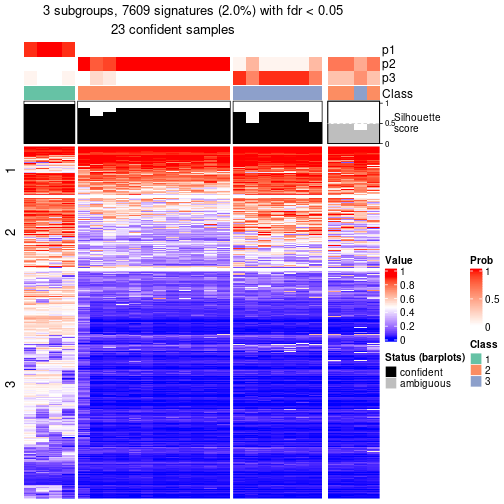 3 subgroups, 7609 signatures (2.0%) with fdr < 0.05
23 confident samples
p1
p2
p3
Class
1
0.5
0
Silhouette
score
1
2
3
Value
1
0.8
0.6
0.4
0.2
0
Prob
1
0.5
0
Status (barplots)
confident
ambiguous
Class
1
2
3